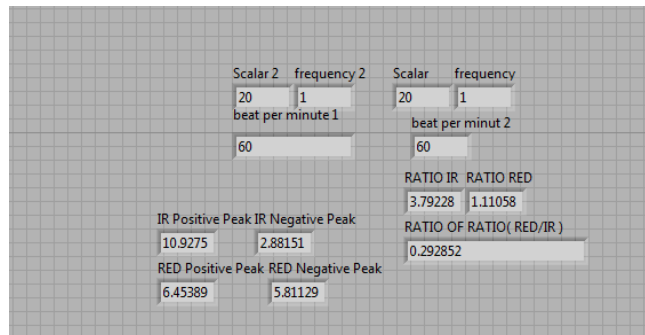 Scalar 2 frequency 2 Scalar frequency
20 1 20 1
beat per minute 1 beat per minut 2
60 60
RATIO IR RATIO RED
3.79228 1.11058
IR Positive Peak IR Negative Peak RATIO OF RATIO( RED/IR )
10.9275 2.88151 0.292852
RED Positive Peak RED Negative Peak
6.45389 5.81129